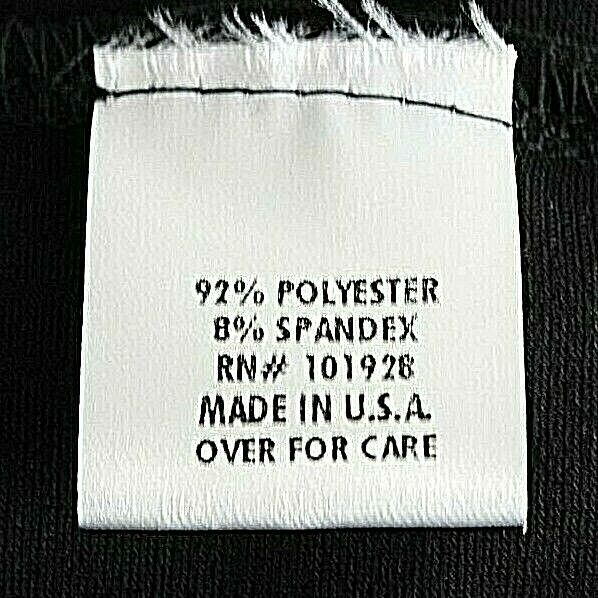 92% POLYESTER
8% SPANDEX
RN# 101928
MADE IN U.S.A.
OVER FOR CARE